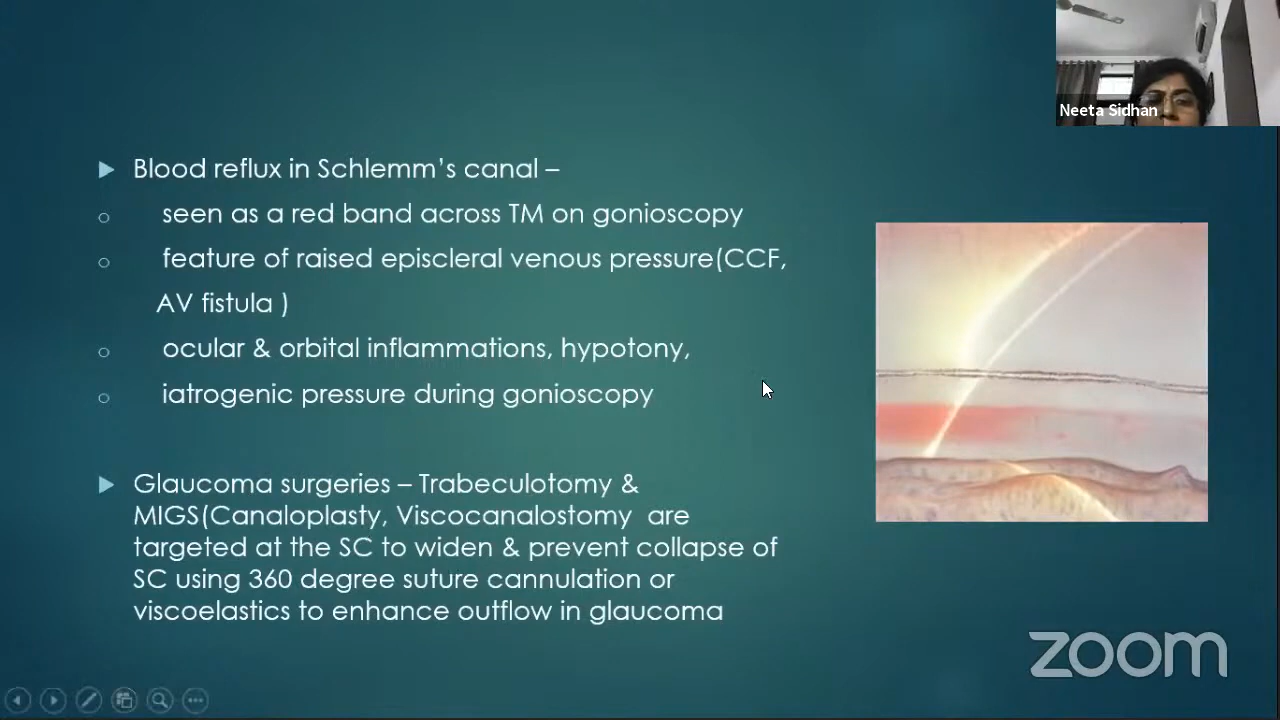 Neeta Sidhan
Blood reflux in Schlemm’s canal –
seen as a red band across TM on gonioscopy
feature of raised episcleral venous pressure(CCF,
AV fistula )
ocular & orbital inflammations, hypotony,
iatrogenic pressure during gonioscopy
Glaucoma surgeries – Trabeculotomy &
MIGS(Canaloplasty, Viscocanalostomy  are
targeted at the SC to widen & prevent collapse of
SC using 360 degree suture cannulation or
viscoelastics to enhance outflow in glaucoma
zoom